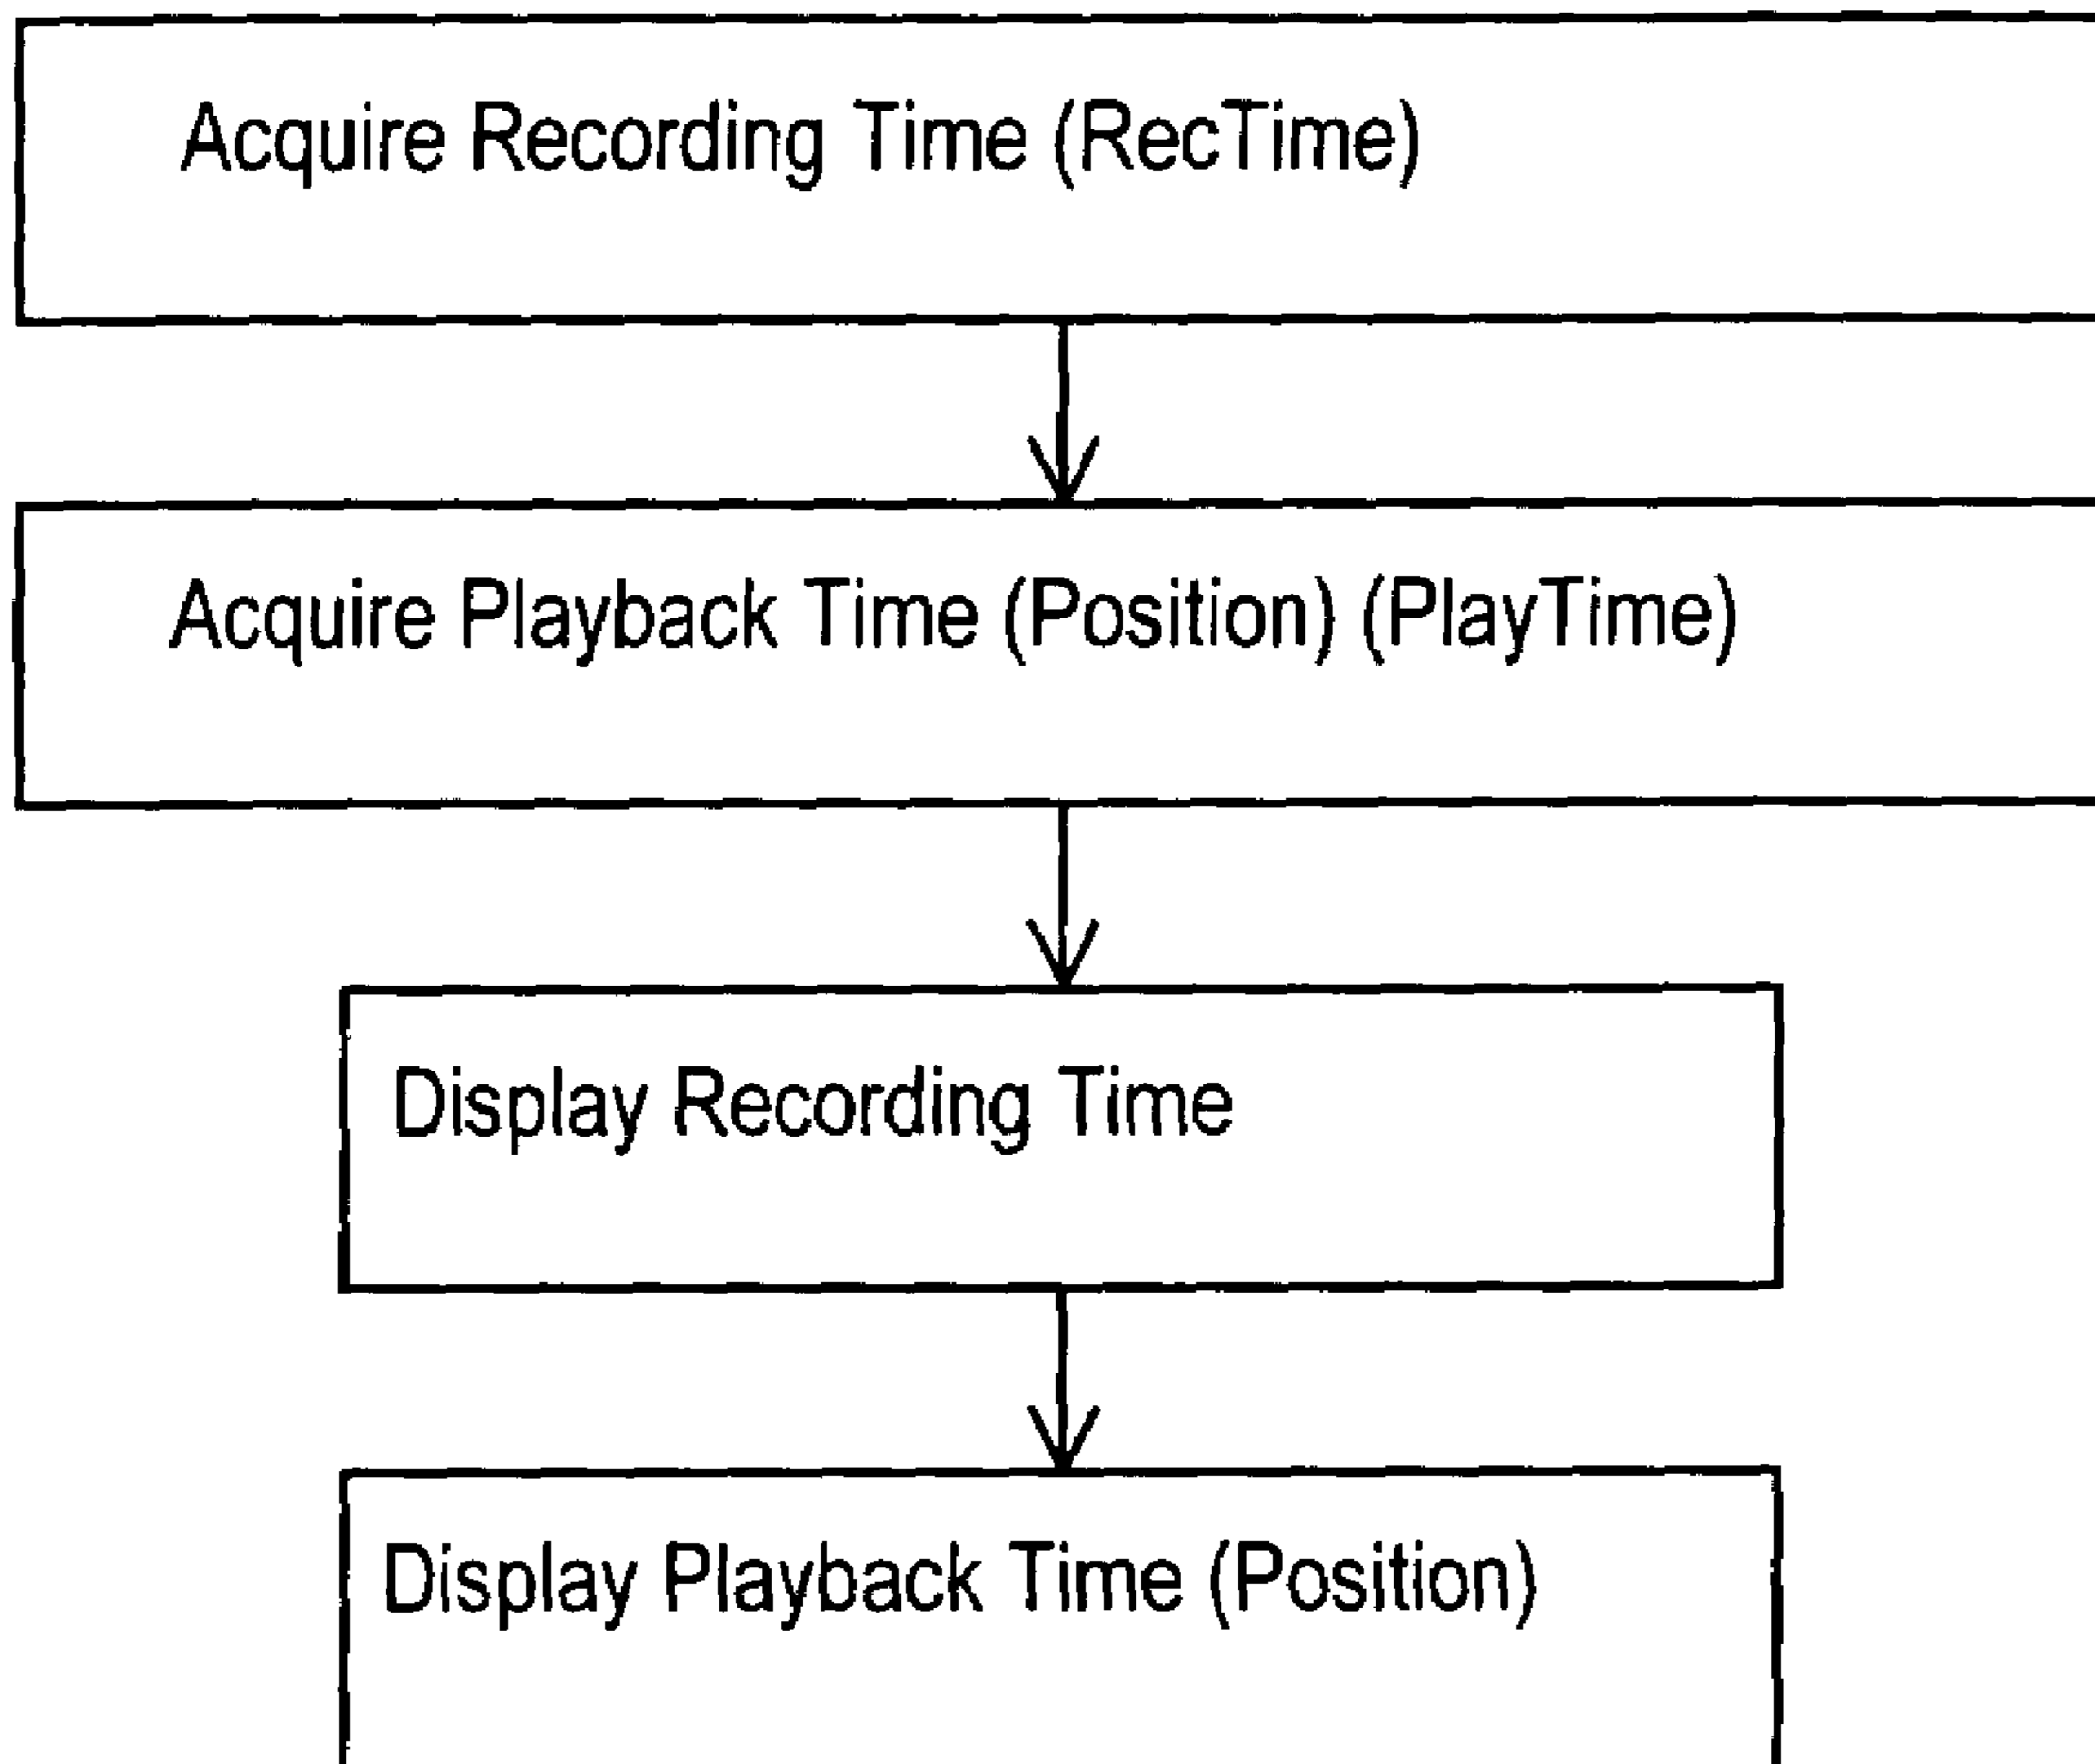 Acquire Recording Time (RecTime)
Acquire Playback Time (Position) (PlayTime)
Display Recording Time
Display Playback Time (Position)